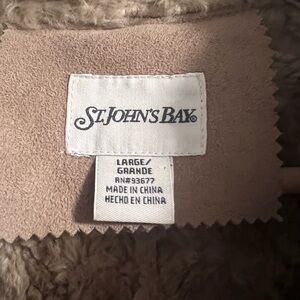 ST. JOHN'S BAY®
LARGE/
GRANDE
RN#93677
MADE IN CHINA
HECHO EN CHINA